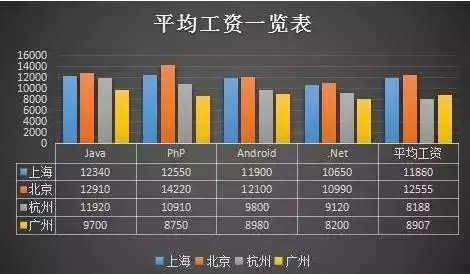 平均工资一览表
16000
14000
12000
10000
8000
6000
4000
2000
0
Java PhP Android .Net 平均工资
上海 12340 12550 11900 10650 11860
北京 12910 14220 12100 10990 12555
杭州 11920 10910 9800 9120 8188
广州 9700 8750 8980 8200 8907
上海 北京 杭州 广州